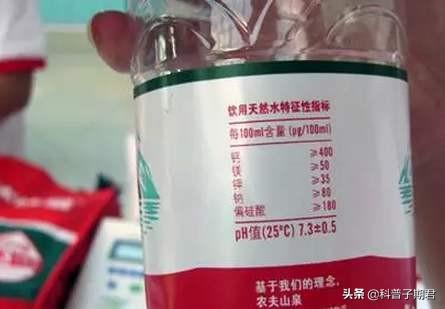 饮用天然水特征性指标
每100ml含量 (μg/100ml)
钙 ≥400
镁 ≥50
钾 ≥35
钠 ≥80
偏硅酸 ≥180
pH值(25℃) 7.3±0.5
基于我们的理念,
农夫山泉
头条 @科普子期君